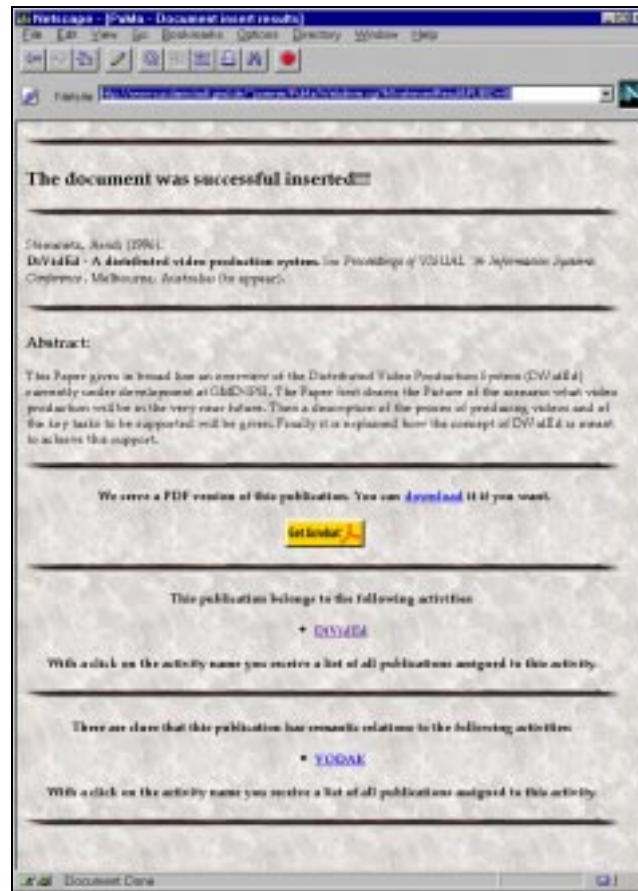 Netscape - [PuMa - Document insert results]
File Edit View Go Bookmarks Options Directory Window Help
The document was successful inserted!!!
(1996):
DiVidEd - A distributed video production system. In: Proceedings of VISUAL '96 Information Systems
Conference, Melbourne, Australia (to appear).
Abstract:
This Paper gives in broad line an overview of the Distributed Video Production System (DiVidEd)
currently under development at GMD-IPSI. The Paper first draws the Picture of the scenario what video
production will be in the very near future. Then a description of the process of producing videos and of
the key tasks to be supported will be given. Finally it is explained how the concept of DiVidEd is meant
to achieve this support.
We serve a PDF version of this publication. You can download it if you want.
Get Acrobat
This publication belongs to the following activities
• DiVidEd
With a click on the activity name you receive a list of all publications assigned to this activity.
There are clues that this publication has semantic relations to the following activities
• VODAK
With a click on the activity name you receive a list of all publications assigned to this activity.
Document: Done